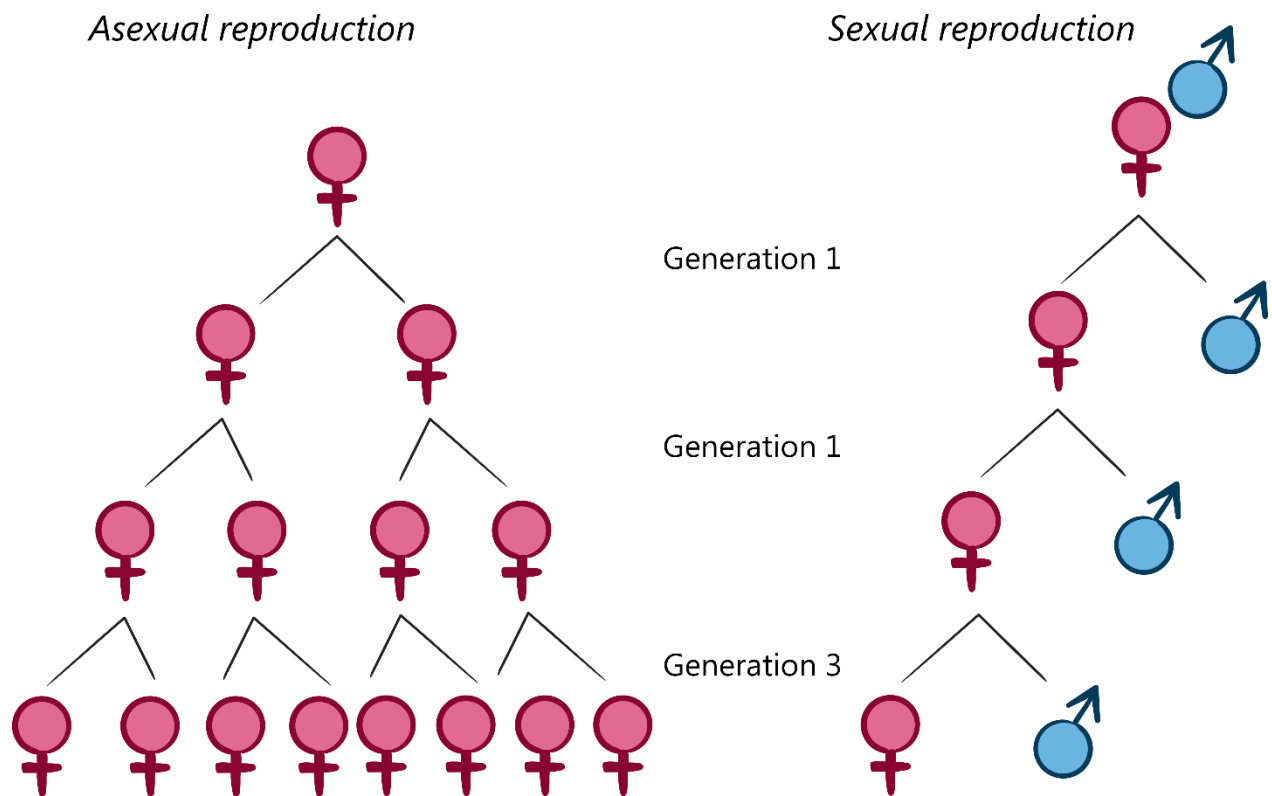 Asexual reproduction
Sexual reproduction
Generation 1
Generation 1
Generation 3